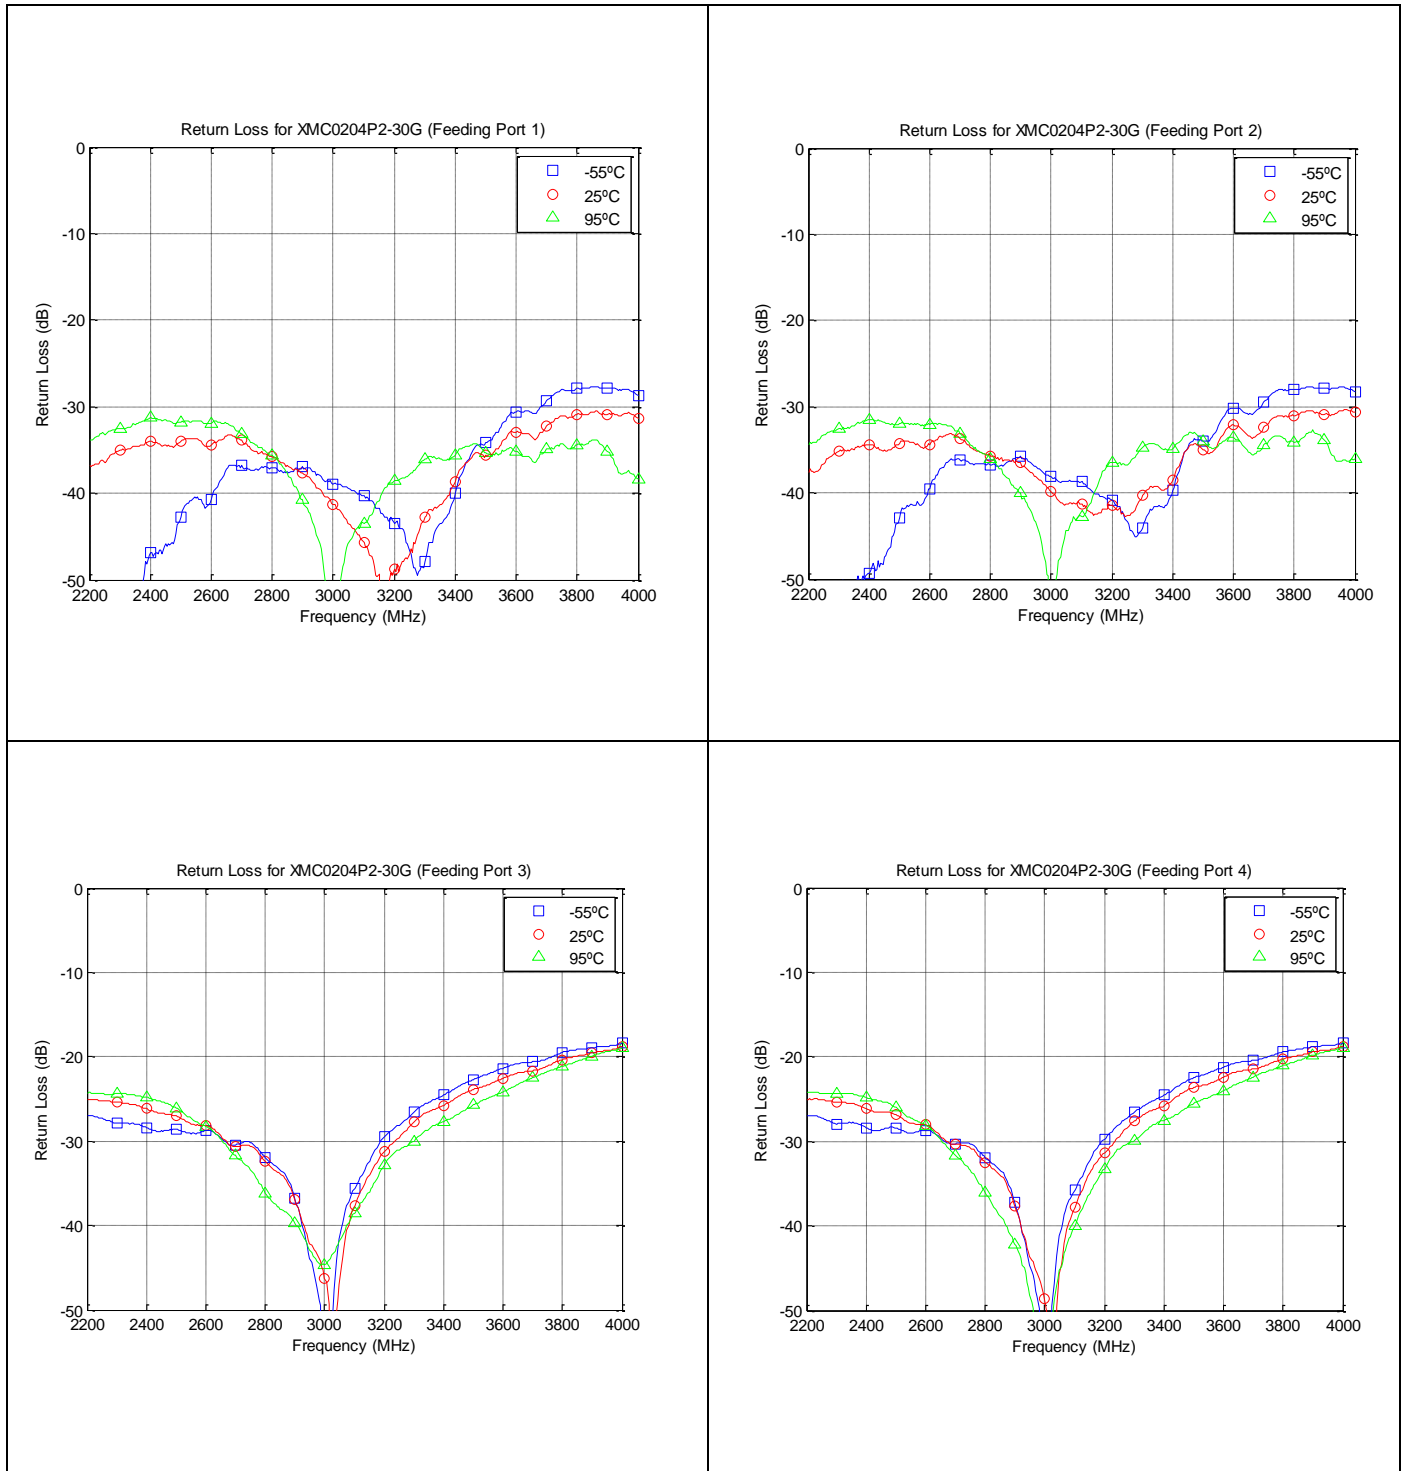 Return Loss for XMC0204P2-30G (Feeding Port 1)
0
-10
-20
-30
-40
-50
Return Loss (dB)
-55ºC
25ºC
95ºC
2200 2400 2600 2800 3000 3200 3400 3600 3800 4000
Frequency (MHz)
Return Loss for XMC0204P2-30G (Feeding Port 2)
0
-10
-20
-30
-40
-50
Return Loss (dB)
-55ºC
25ºC
95ºC
2200 2400 2600 2800 3000 3200 3400 3600 3800 4000
Frequency (MHz)
Return Loss for XMC0204P2-30G (Feeding Port 3)
0
-10
-20
-30
-40
-50
Return Loss (dB)
-55ºC
25ºC
95ºC
2200 2400 2600 2800 3000 3200 3400 3600 3800 4000
Frequency (MHz)
Return Loss for XMC0204P2-30G (Feeding Port 4)
0
-10
-20
-30
-40
-50
Return Loss (dB)
-55ºC
25ºC
95ºC
2200 2400 2600 2800 3000 3200 3400 3600 3800 4000
Frequency (MHz)